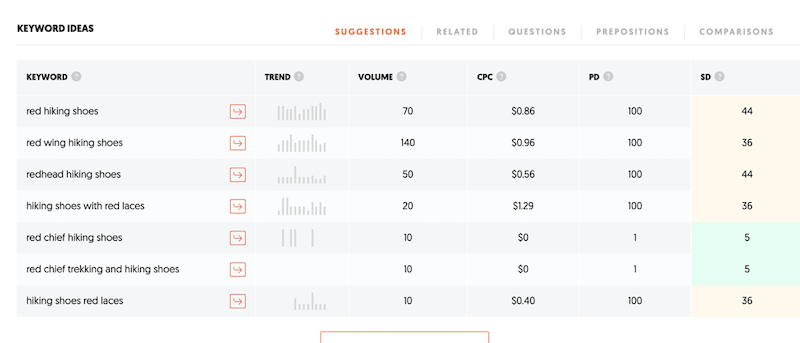 KEYWORD IDEAS
SUGGESTIONS RELATED QUESTIONS PREPOSITIONS COMPARISONS
KEYWORD ? TREND ? VOLUME ? CPC ? PD ? SD ?
red hiking shoes 70 $0.86 100 44
red wing hiking shoes 140 $0.96 100 36
redhead hiking shoes 50 $0.56 100 44
hiking shoes with red laces 20 $1.29 100 36
red chief hiking shoes 10 $0 1 5
red chief trekking and hiking shoes 10 $0 1 5
hiking shoes red laces 10 $0.40 100 36